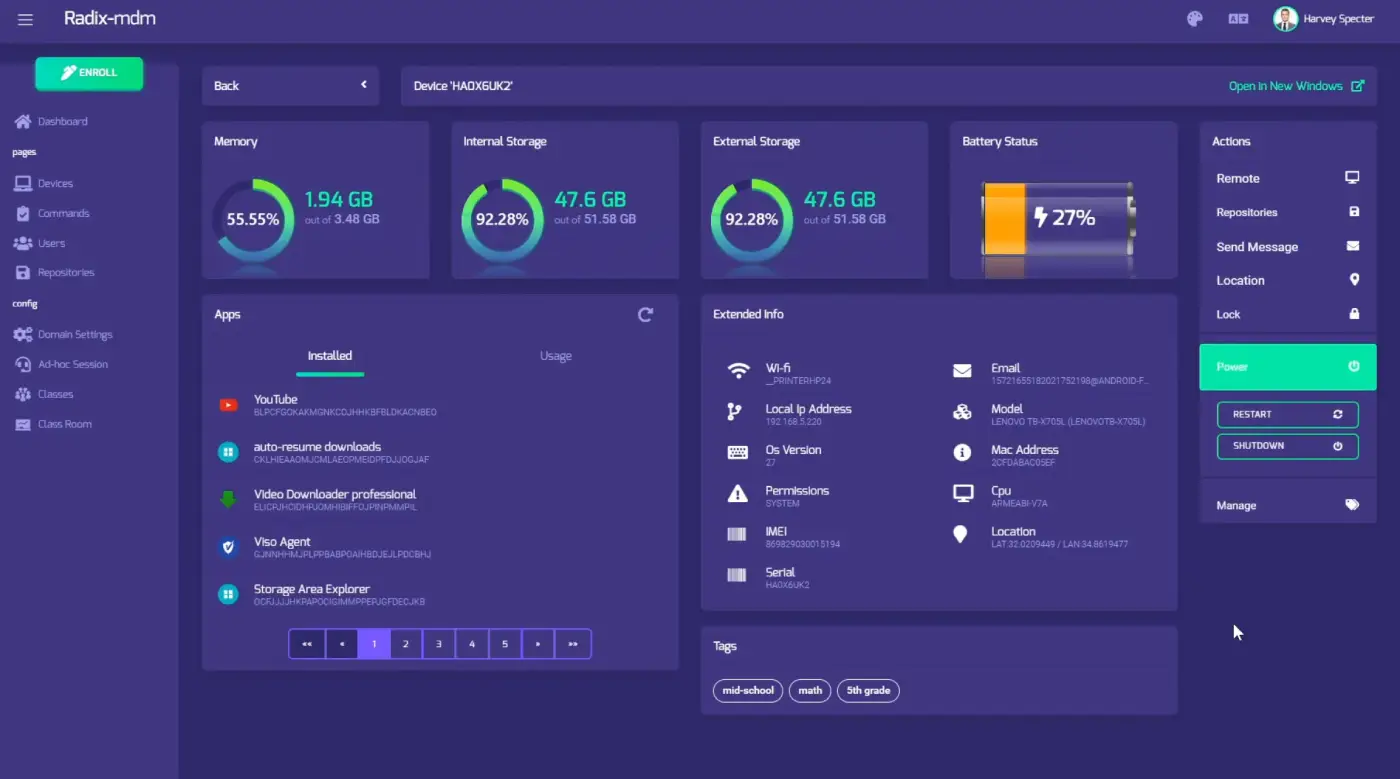 Radix-mdm
Harvey Specter
ENROLL
Dashboard
pages
Devices
Commands
Users
Repositories
config
Domain Settings
Ad-hoc Session
Classes
Class Room
Back
Device 'HA0X6UK2'
Open In New Windows
Memory
55.55%
1.94 GB
out of 3.48 GB
Internal Storage
92.28%
47.6 GB
out of 51.58 GB
External Storage
92.28%
47.6 GB
out of 51.58 GB
Battery Status
27%
Apps
Installed
Usage
YouTube
BLPCFGOKAKMGNKCOJHHKBFBLDKACNBEO
auto-resume downloads
Video Downloader professional
Viso Agent
Storage Area Explorer
««
«
1
2
3
4
5
»
»»
Extended Info
Wi-fi
__PRINTERHP24
Local Ip Address
192.168.5.220
Os Version
27
Permissions
SYSTEM
IMEI
869829030015194
Serial
HA0X6UK2
Email
15721655182021752198@ANDROID-F...
Model
LENOVO TB-X705L (LENOVOTB-X705L)
Mac Address
2CFDABAC05EF
Cpu
ARMEABI-V7A
Location
LAT:32.0209449 / LAN:34.8619477
Tags
mid-school
math
5th grade
Actions
Remote
Repositories
Send Message
Location
Lock
Power
RESTART
SHUTDOWN
Manage